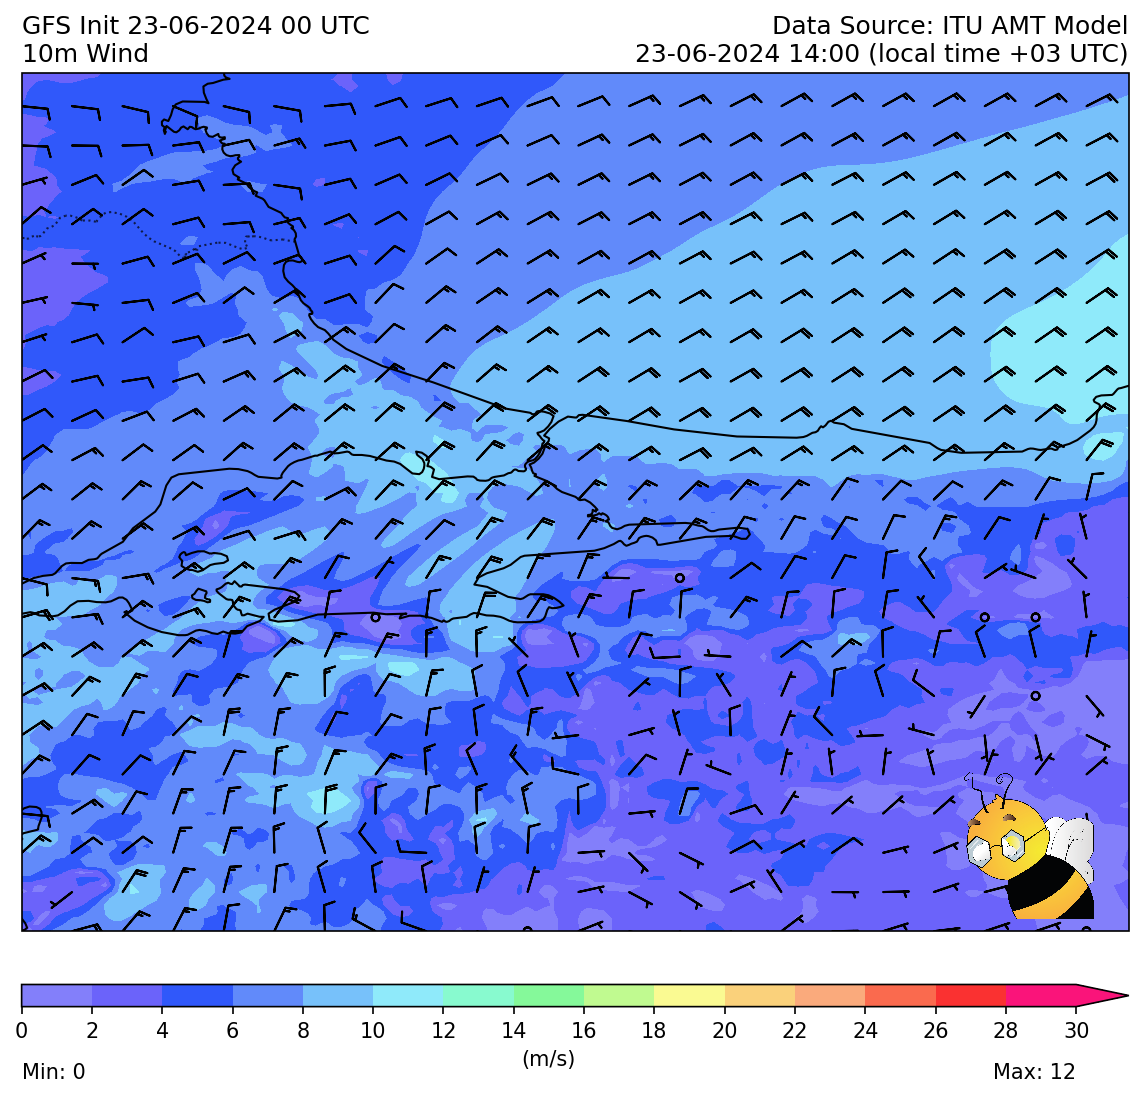 GFS Init 23-06-2024 00 UTC
Data Source: ITU AMT Model
10m Wind
23-06-2024 14:00 (local time +03 UTC)
0 2 4 6 8 10 12 14 16 18 20 22 24 26 28 30
(m/s)
Min: 0
Max: 12